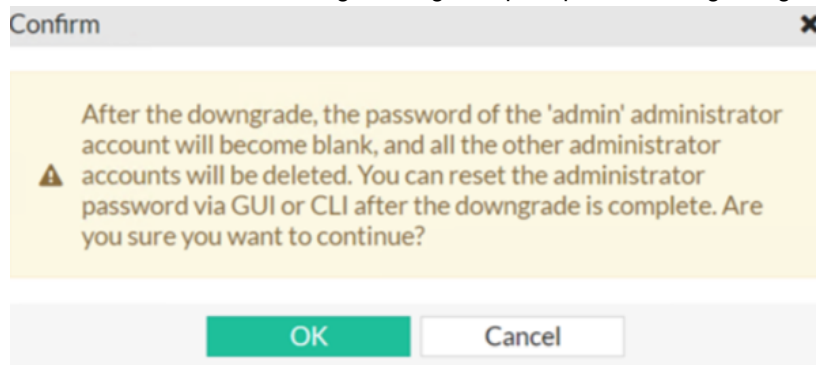 Confirm
After the downgrade, the password of the 'admin' administrator
account will become blank, and all the other administrator
accounts will be deleted. You can reset the administrator
password via GUI or CLI after the downgrade is complete. Are
you sure you want to continue?
OK Cancel